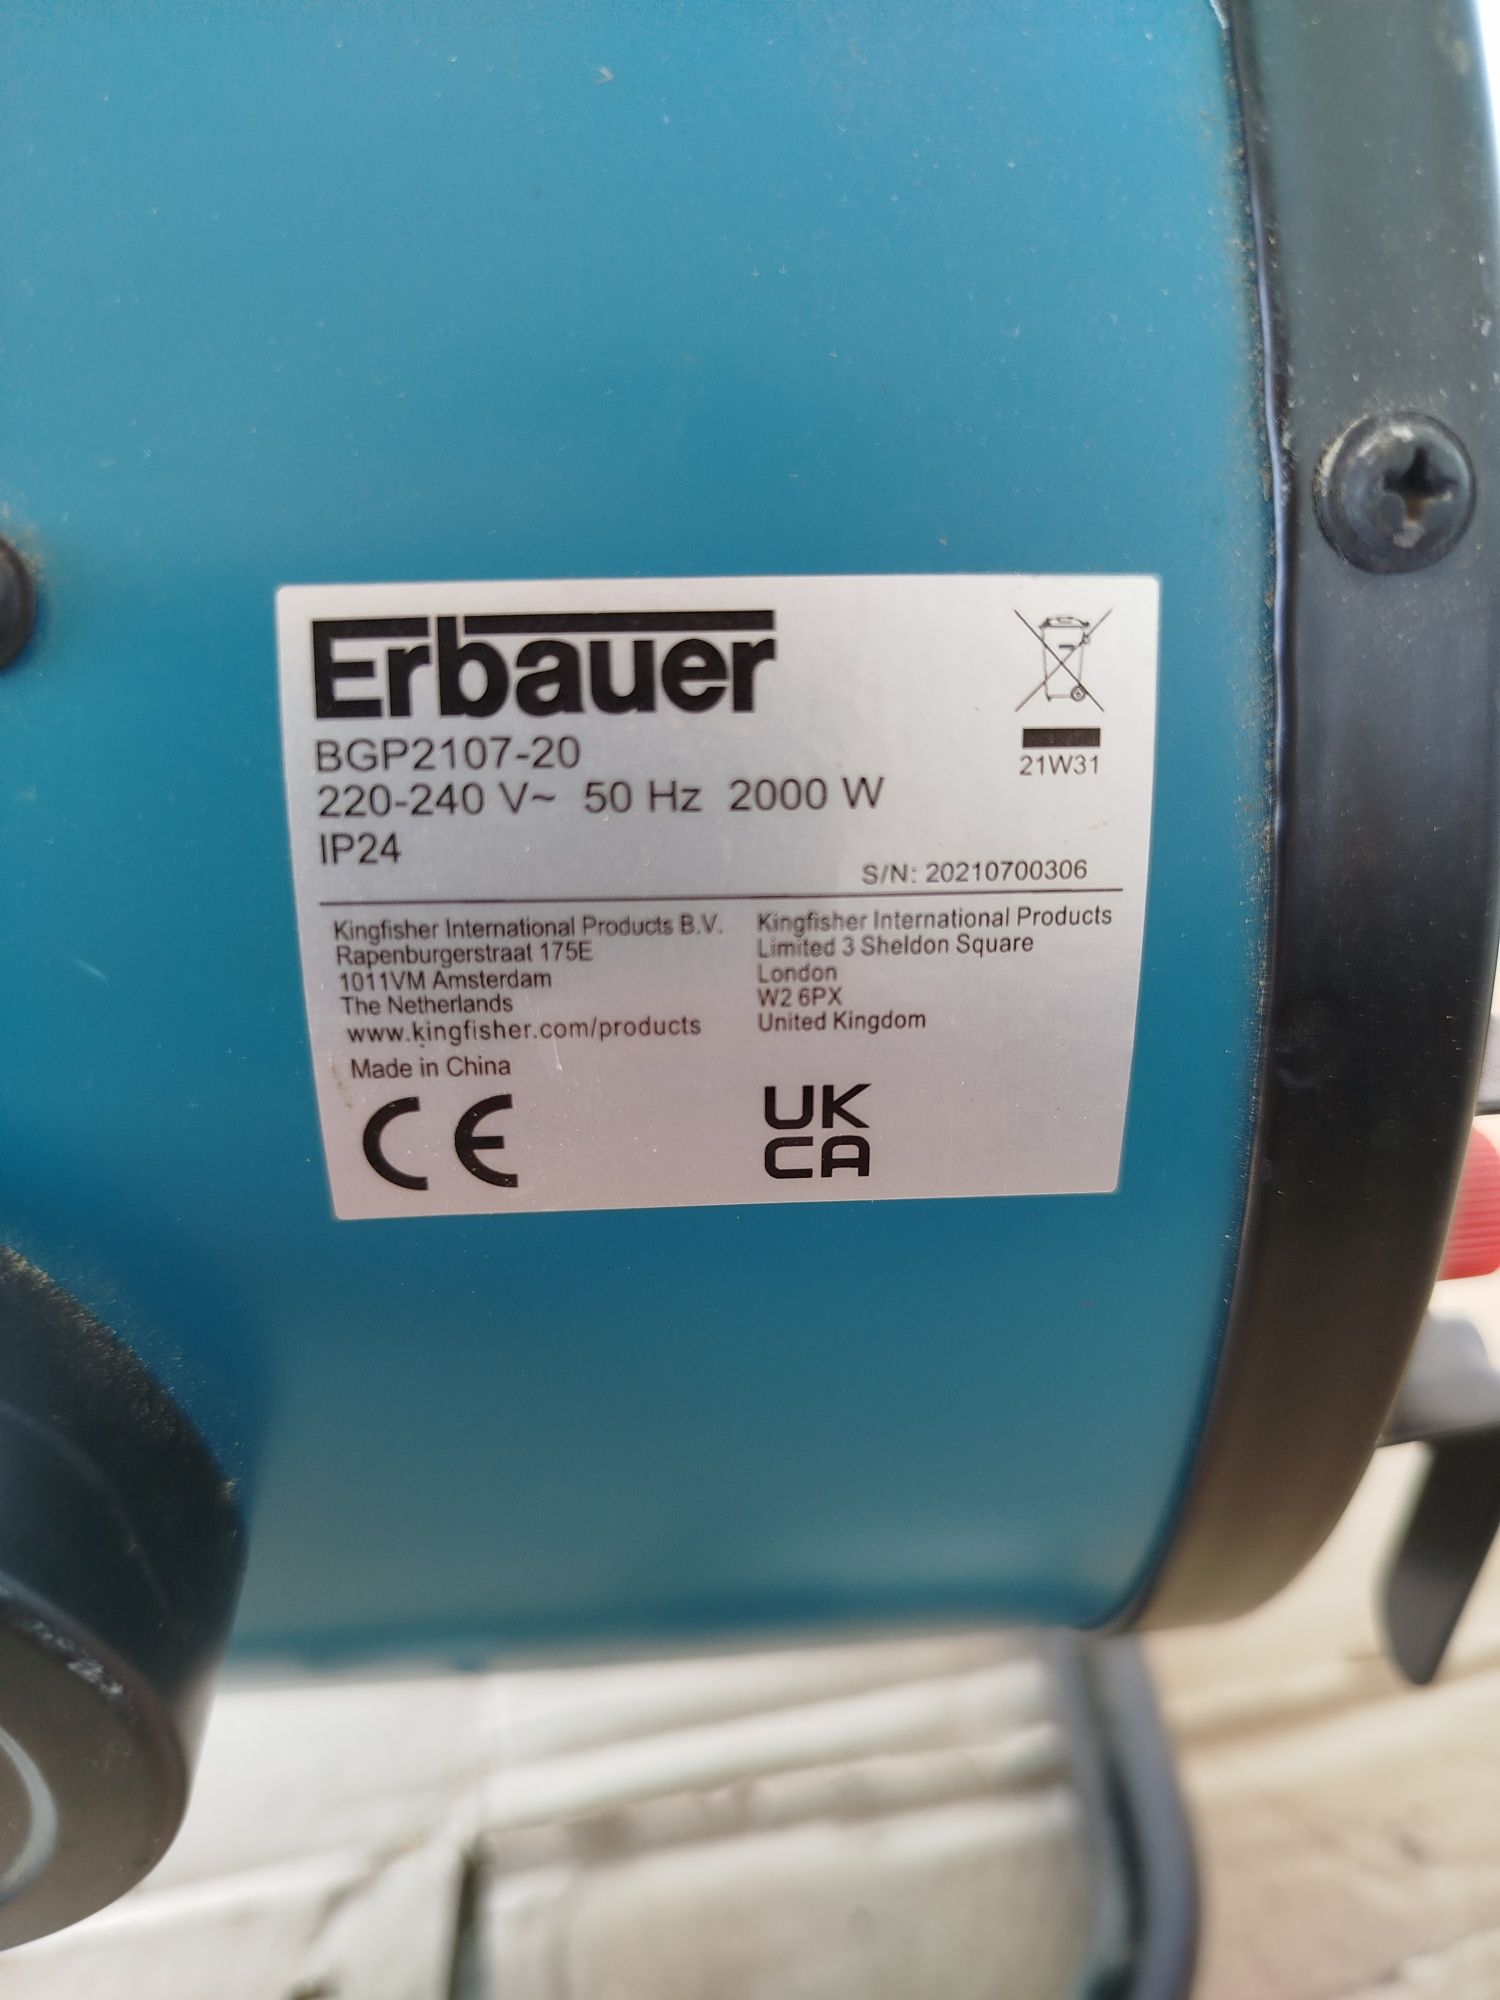 Erbauer
BGP2107-20
220-240 V~ 50 Hz 2000 W
IP24
21W31
S/N: 20210700306
Kingfisher International Products B.V.
Rapenburgerstraat 175E
1011VM Amsterdam
The Netherlands
www.kingfisher.com/products
Kingfisher International Products
Limited 3 Sheldon Square
London
W2 6PX
United Kingdom
Made in China
CE
UK
CA